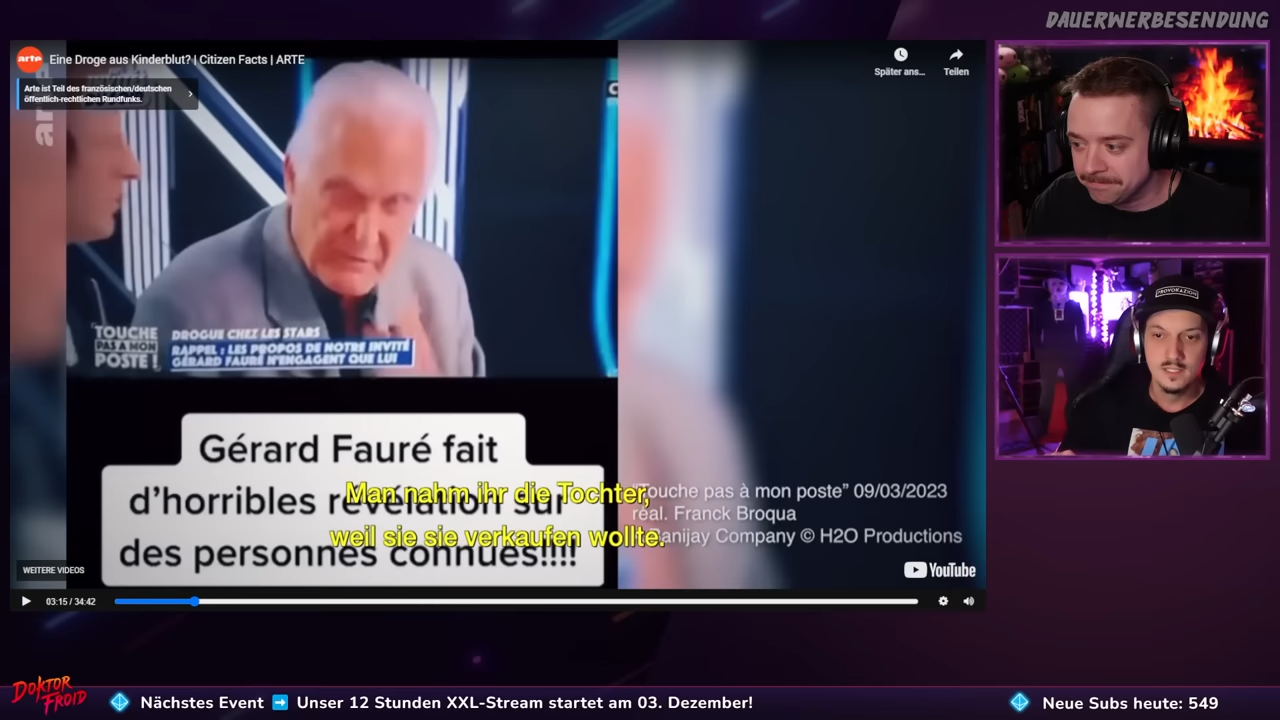 DAUERWERBESENDUNG
arte
Eine Droge aus Kinderblut? | Citizen Facts | ARTE
Später ans...
Teilen
Arte ist Teil des französischen/deutschen
öffentlich-rechtlichen Rundfunks.
TOUCHE
PAS A MON
POSTE !
DROGUE CHEZ LES STARS
RAPPEL : LES PROPOS DE NOTRE INVITÉ
GÉRARD FAURÉ N'ENGAGENT QUE LUI
PROVOKAZION
Gérard Fauré fait
d'horribles révélation sur
des personnes connues!!!!
Man nahm ihr die Tochter,
weil sie sie verkaufen wollte.
"Touche pas à mon poste" 09/03/2023
réal. Franck Broqua
Banijay Company © H2O Productions
WEITERE VIDEOS
YouTube
03:15 / 34:42
DOKTOR
FROID
Nächstes Event ➡ Unser 12 Stunden XXL-Stream startet am 03. Dezember!
Neue Subs heute: 549